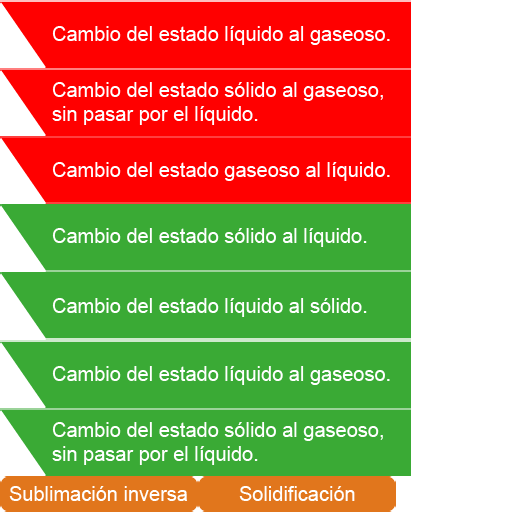 Cambio del estado líquido al gaseoso.
Cambio del estado sólido al gaseoso,
sin pasar por el líquido.
Cambio del estado gaseoso al líquido.
Cambio del estado sólido al líquido.
Cambio del estado líquido al sólido.
Cambio del estado líquido al gaseoso.
Cambio del estado sólido al gaseoso,
sin pasar por el líquido.
Sublimación inversa
Solidificación